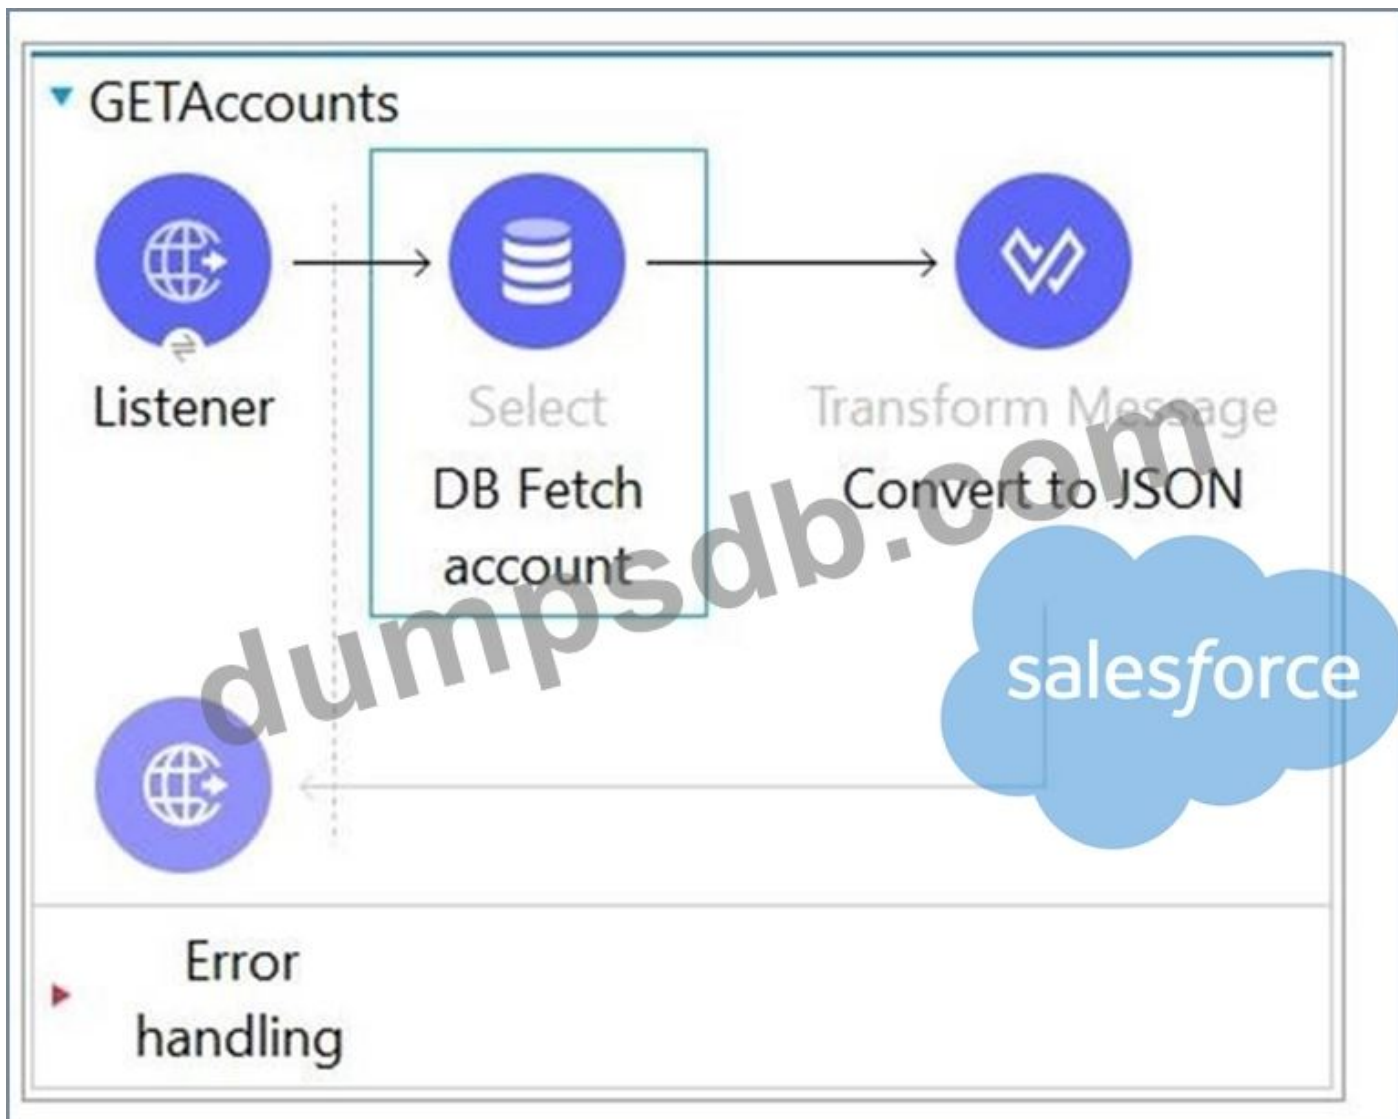 GETAccounts
Listener
Select
Transform Message
DB Fetch
account
Convert to JSON
dumpsdb.com
salesforce
Error
handling